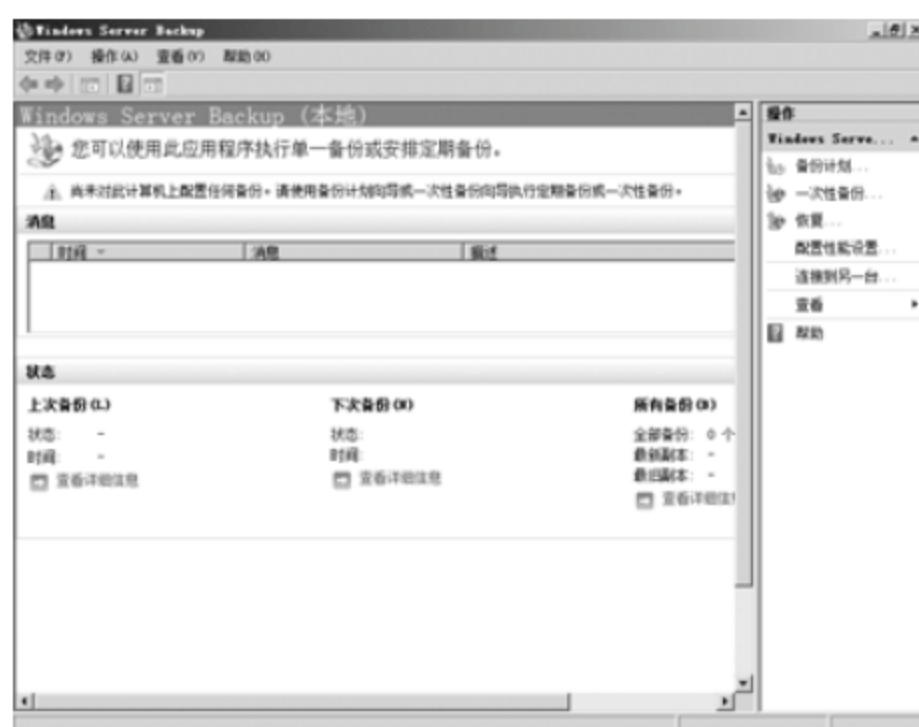 Windows Server Backup
文件(F) 操作(A) 查看(V) 帮助(H)
Windows Server Backup (本地)
您可以使用此应用程序执行单一备份或安排定期备份。
尚未对此计算机上配置任何备份。请使用备份计划向导或一次性备份向导执行定期备份或一次性备份。
消息
时间 消息 描述
状态
上次备份(L)
状态: -
时间: -
查看详细信息
下次备份(N)
状态:
时间:
查看详细信息
所有备份(B)
全部备份: 0 个
最新副本: -
最旧副本: -
查看详细信
操作
Windows Serve...
备份计划...
一次性备份...
恢复...
配置性能设置...
连接到另一台...
查看
帮助